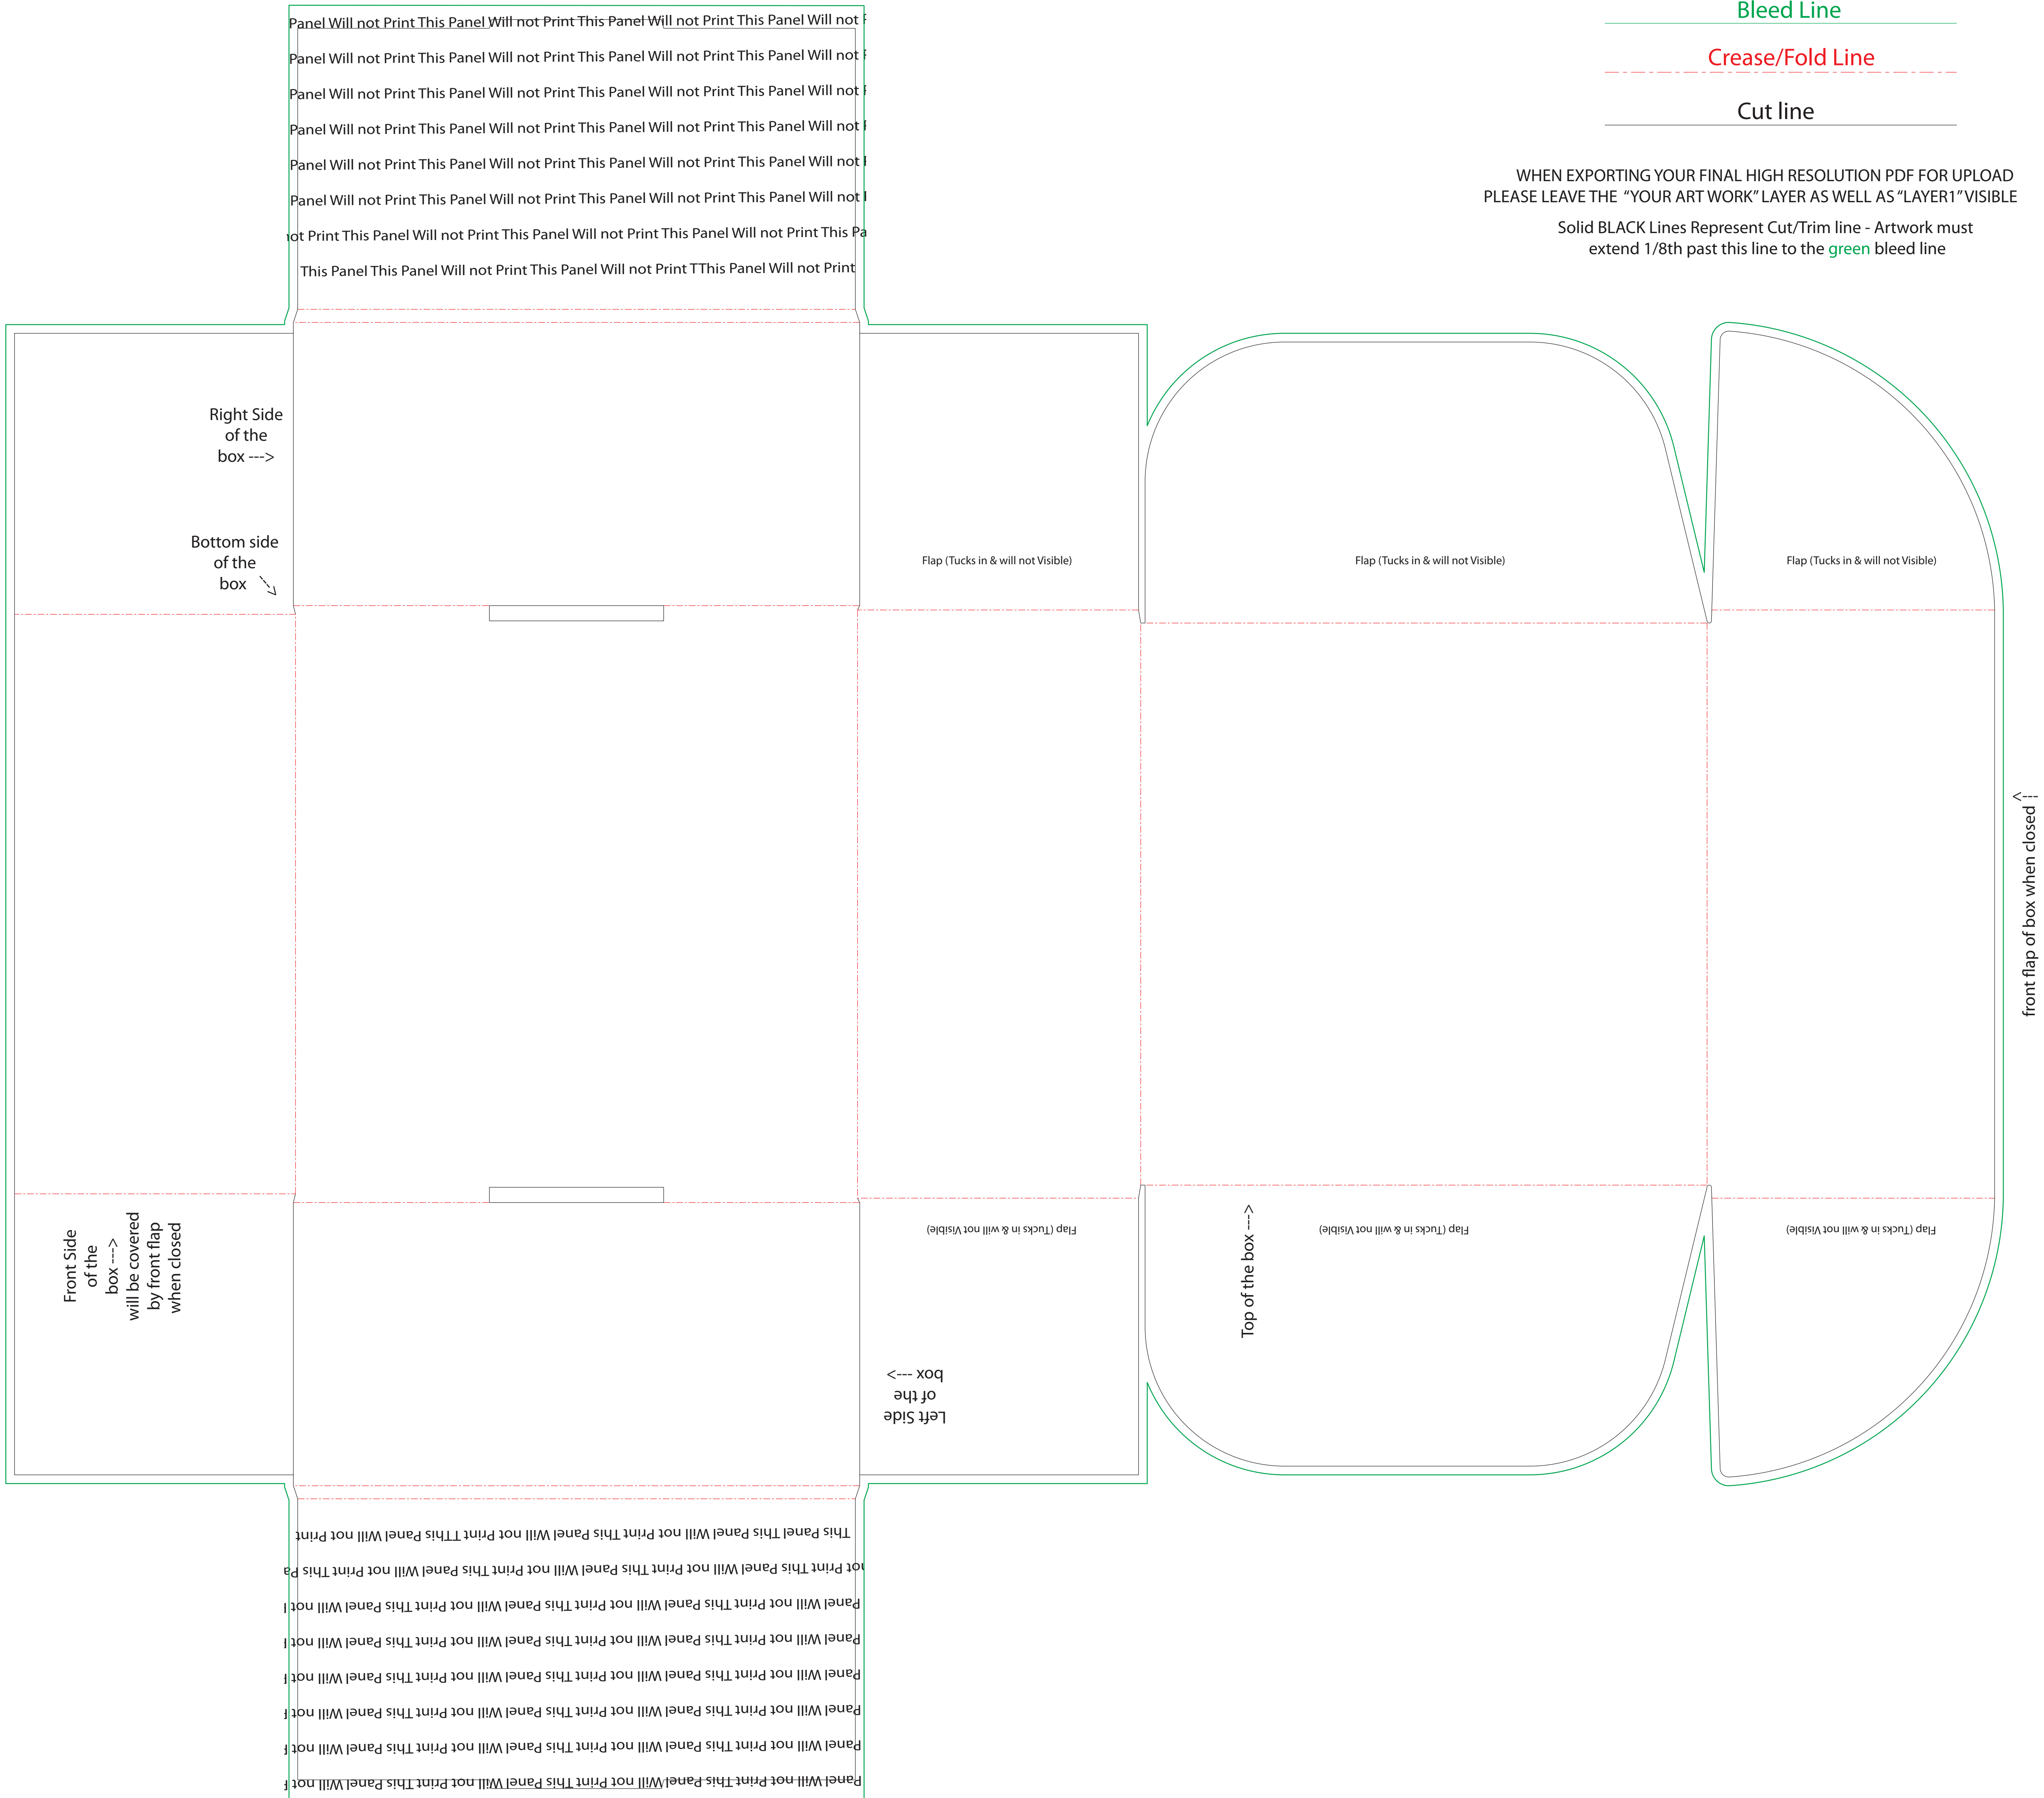 Bleed Line
Crease/Fold Line
Cut line
WHEN EXPORTING YOUR FINAL HIGH RESOLUTION PDF FOR UPLOAD
PLEASE LEAVE THE “YOUR ART WORK” LAYER AS WELL AS “LAYER1” VISIBLE
Solid BLACK Lines Represent Cut/Trim line - Artwork must
extend 1/8th past this line to the green bleed line
Panel Will not Print This Panel Will not Print This Panel Will not Print This Panel Will not
Panel Will not Print This Panel Will not Print This Panel Will not Print This Panel Will not
Panel Will not Print This Panel Will not Print This Panel Will not Print This Panel Will not
Panel Will not Print This Panel Will not Print This Panel Will not Print This Panel Will not
Panel Will not Print This Panel Will not Print This Panel Will not Print This Panel Will not
Panel Will not Print This Panel Will not Print This Panel Will not Print This Panel Will not
not Print This Panel Will not Print This Panel Will not Print This Panel Will not Print This Pa
This Panel This Panel Will not Print This Panel Will not Print TThis Panel Will not Print
Right Side
of the
box --->
Bottom side
of the
box
Flap (Tucks in & will not Visible)
Flap (Tucks in & will not Visible)
Flap (Tucks in & will not Visible)
front flap of box when closed --->
Front Side
of the
box --->
will be covered
by front flap
when closed
Flap (Tucks in & will not Visible)
Top of the box --->
Flap (Tucks in & will not Visible)
Flap (Tucks in & will not Visible)
Left Side
of the
box --->
This Panel This Panel Will not Print This Panel Will not Print TThis Panel Will not Print
not Print This Panel Will not Print This Panel Will not Print This Panel Will not Print This Pa
Panel Will not Print This Panel Will not Print This Panel Will not Print This Panel Will not
Panel Will not Print This Panel Will not Print This Panel Will not Print This Panel Will not
Panel Will not Print This Panel Will not Print This Panel Will not Print This Panel Will not
Panel Will not Print This Panel Will not Print This Panel Will not Print This Panel Will not
Panel Will not Print This Panel Will not Print This Panel Will not Print This Panel Will not
Panel Will not Print This Panel Will not Print This Panel Will not Print This Panel Will not